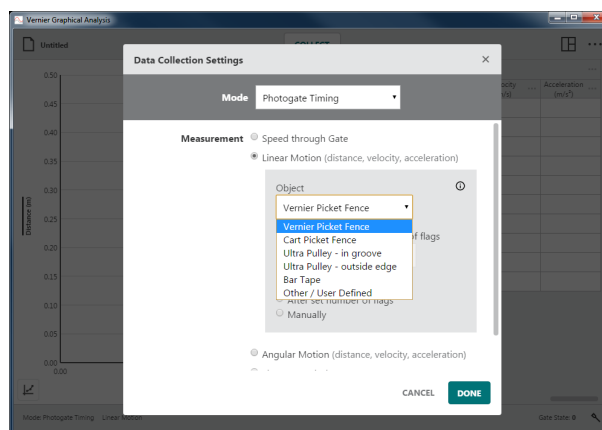 Vernier Graphical Analysis
Untitled
COLLECT
Data Collection Settings
Mode
Photogate Timing
Measurement
Speed through Gate
Linear Motion (distance, velocity, acceleration)
Object
Vernier Picket Fence
Vernier Picket Fence
Cart Picket Fence
Ultra Pulley - in groove
Ultra Pulley - outside edge
Bar Tape
Other / User Defined
of flags
After set number of flags
Manually
Angular Motion (distance, velocity, acceleration)
CANCEL
DONE
Acceleration
(m/s²)
Distance (m)
0.50
0.45
0.40
0.35
0.30
0.25
0.20
0.15
0.10
0.05
0.00
0.00
Mode: Photogate Timing Linear Motion
Gate State: 0